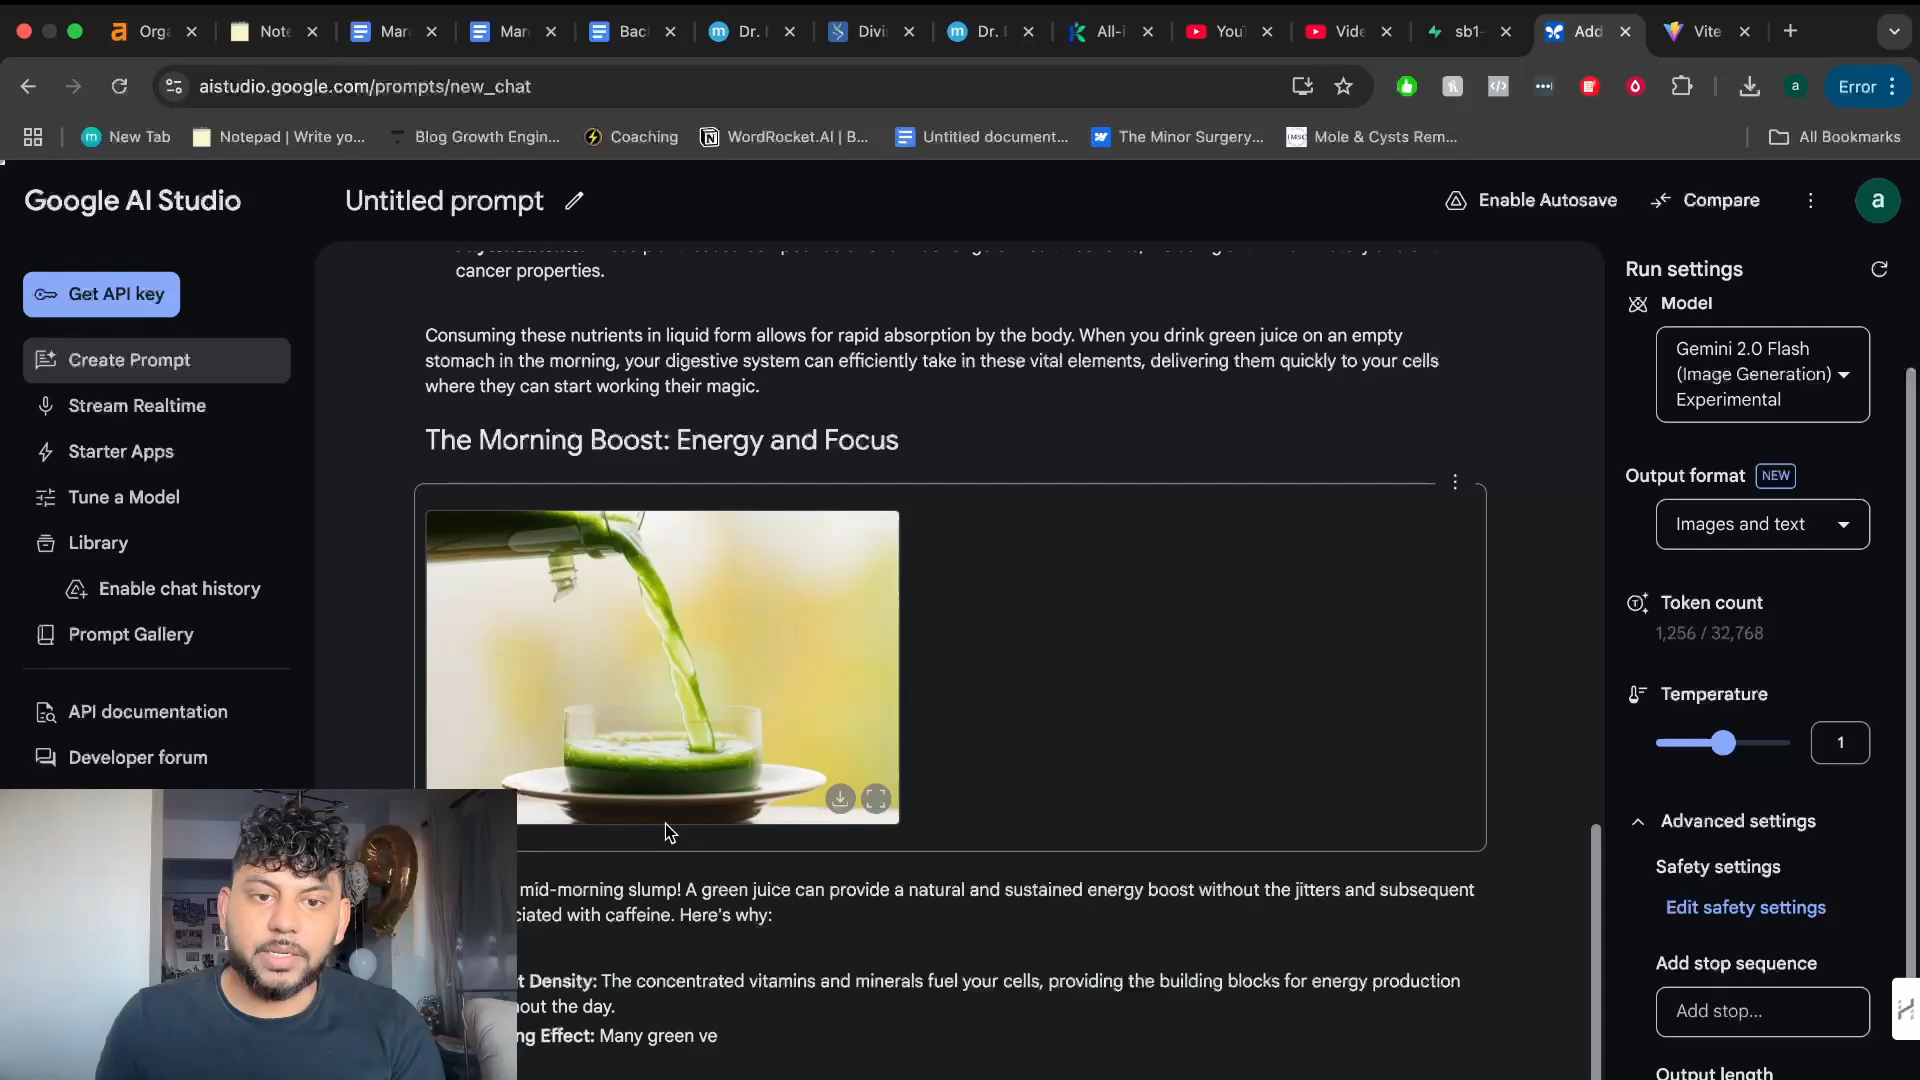 Orga
Note
Mar
Mar
Bac
Dr.
Divi
Dr.
All-i
YouT
Vide
sb1-
Add
Vite
aistudio.google.com/prompts/new_chat
a
Error
New Tab
Notepad | Write yo...
Blog Growth Engin...
Coaching
WordRocket.AI | B...
Untitled document...
The Minor Surgery...
Mole & Cysts Rem...
All Bookmarks
Google AI Studio
Untitled prompt
Enable Autosave
Compare
a
Get API key
Create Prompt
Stream Realtime
Starter Apps
Tune a Model
Library
Enable chat history
Prompt Gallery
API documentation
Developer forum
cancer properties.
Consuming these nutrients in liquid form allows for rapid absorption by the body. When you drink green juice on an empty
stomach in the morning, your digestive system can efficiently take in these vital elements, delivering them quickly to your cells
where they can start working their magic.
The Morning Boost: Energy and Focus
mid-morning slump! A green juice can provide a natural and sustained energy boost without the jitters and subsequent
ciated with caffeine. Here's why:
t Density: The concentrated vitamins and minerals fuel your cells, providing the building blocks for energy production
out the day.
ng Effect: Many green ve
Run settings
Model
Gemini 2.0 Flash
(Image Generation)
Experimental
Output format NEW
Images and text
Token count
1,256 / 32,768
Temperature
1
Advanced settings
Safety settings
Edit safety settings
Add stop sequence
Add stop...
Output length